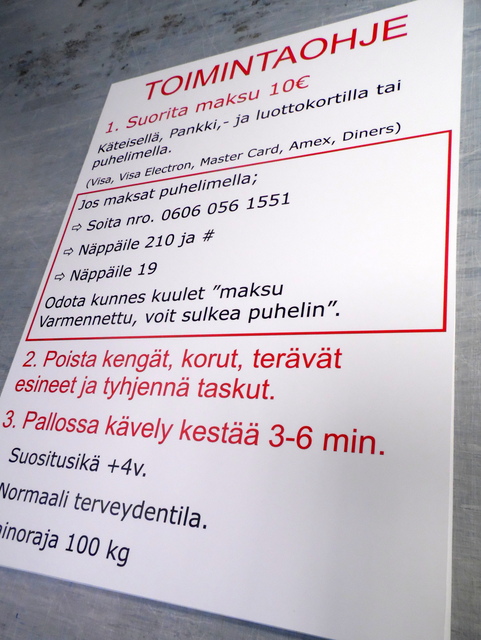 TOIMINTAOHJE
1. Suorita maksu 10€
Käteisellä, Pankki,- ja luottokortilla tai
puhelimella.
(Visa, Visa Electron, Master Card, Amex, Diners)
Jos maksat puhelimella;
⇨ Soita nro. 0606 056 1551
⇨ Näppäile 210 ja #
⇨ Näppäile 19
Odota kunnes kuulet ”maksu
Varmennettu, voit sulkea puhelin”.
2. Poista kengät, korut, terävät
esineet ja tyhjennä taskut.
3. Pallossa kävely kestää 3-6 min.
Suositusikä +4v.
Normaali terveydentila.
ainoraja 100 kg